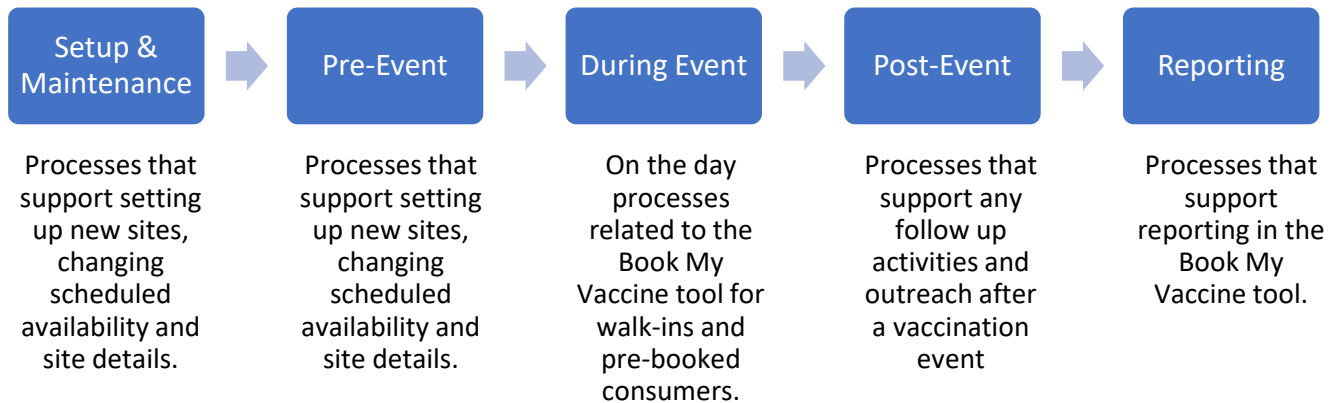 Setup &
Maintenance
Pre-Event
During Event
Post-Event
Reporting
Processes that
support setting
up new sites,
changing
scheduled
availability and
site details.
Processes that
support setting
up new sites,
changing
scheduled
availability and
site details.
On the day
processes
related to the
Book My
Vaccine tool for
walk-ins and
pre-booked
consumers.
Processes that
support any
follow up
activities and
outreach after
a vaccination
event
Processes that
support
reporting in the
Book My
Vaccine tool.